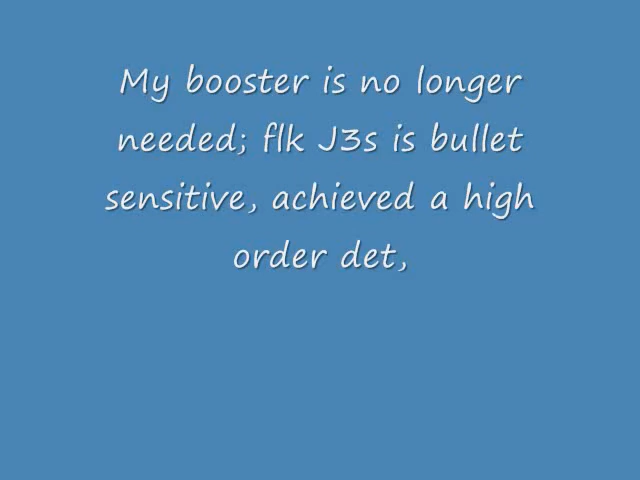 My booster is no longer
needed; flk J3s is bullet
sensitive, achieved a high
order det,